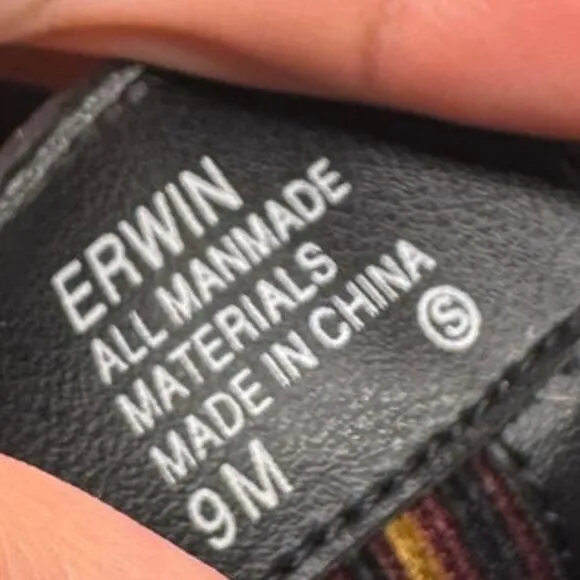 ERWIN
ALL MANMADE
MATERIALS
MADE IN CHINA
Ⓢ
9M